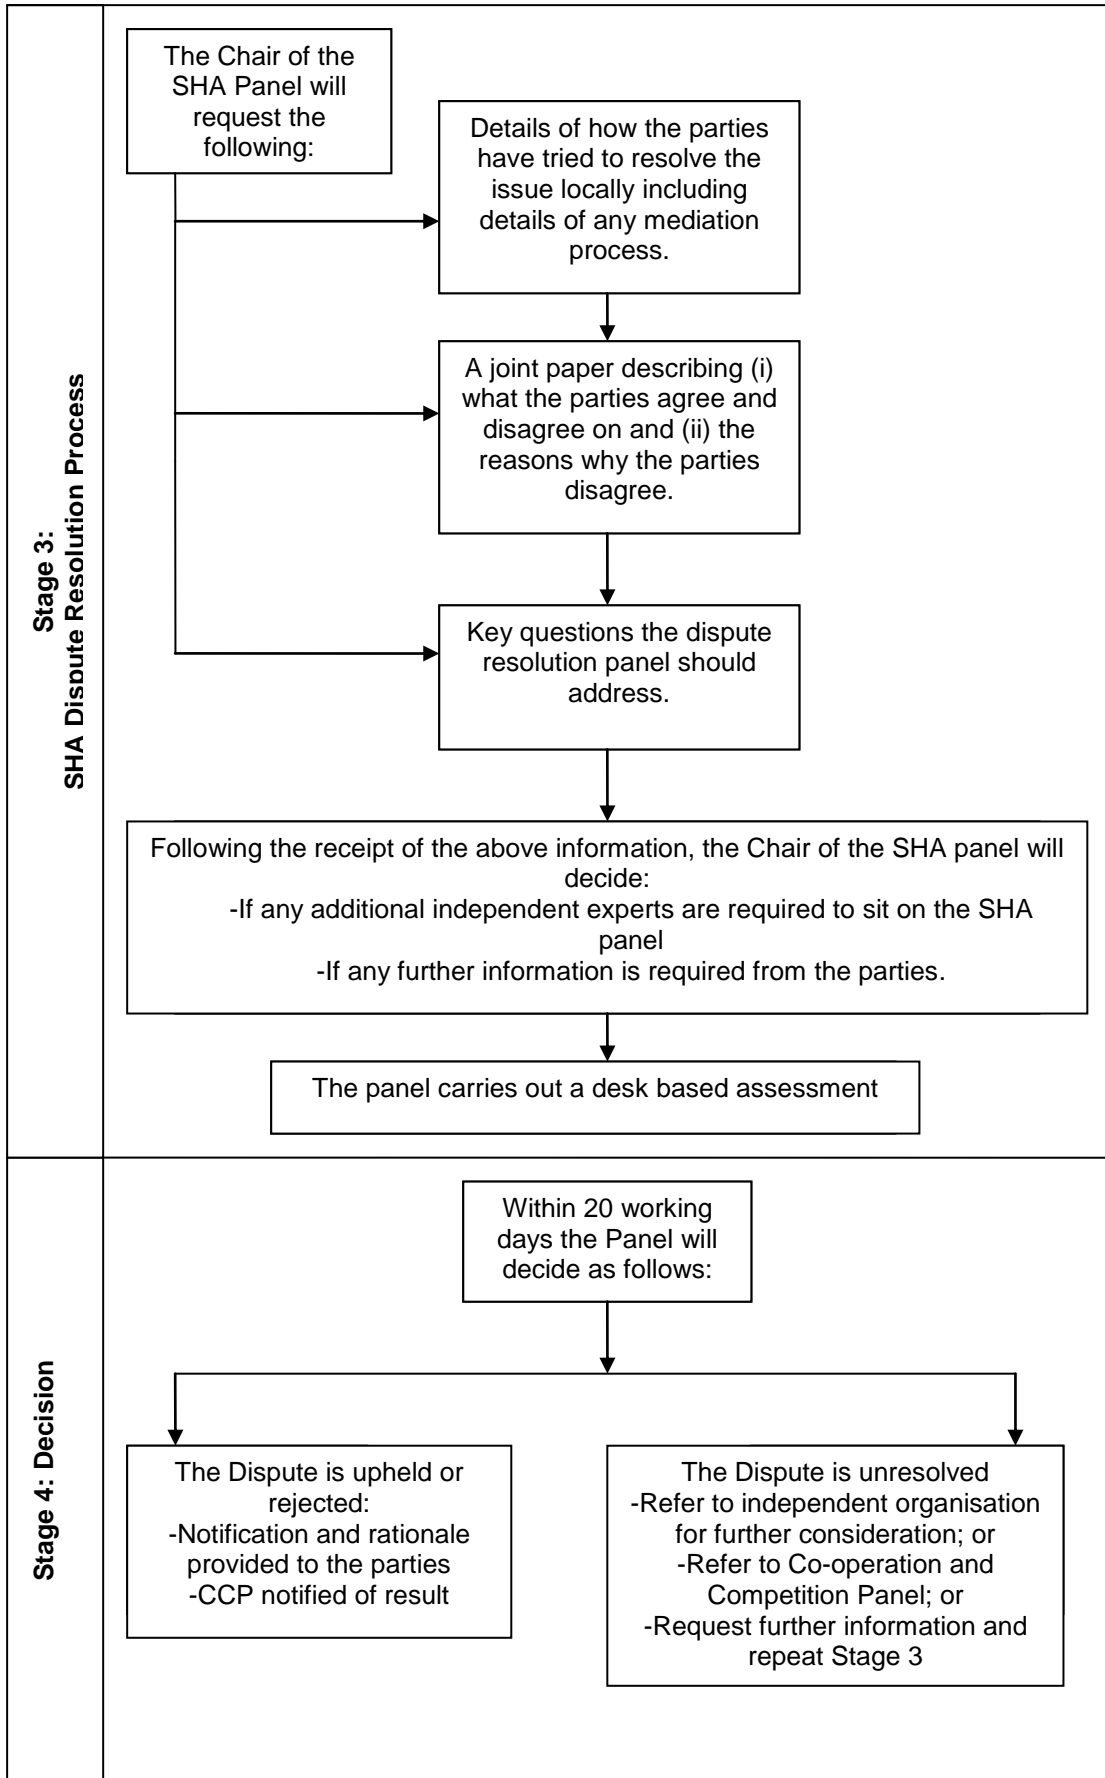 Stage 3:
SHA Dispute Resolution Process
The Chair of the
SHA Panel will
request the
following:
Details of how the parties
have tried to resolve the
issue locally including
details of any mediation
process.
A joint paper describing (i)
what the parties agree and
disagree on and (ii) the
reasons why the parties
disagree.
Key questions the dispute
resolution panel should
address.
Following the receipt of the above information, the Chair of the SHA panel will
decide:
-If any additional independent experts are required to sit on the SHA
panel
-If any further information is required from the parties.
The panel carries out a desk based assessment
Stage 4: Decision
Within 20 working
days the Panel will
decide as follows:
The Dispute is upheld or
rejected:
-Notification and rationale
provided to the parties
-CCP notified of result
The Dispute is unresolved
-Refer to independent organisation
for further consideration; or
-Refer to Co-operation and
Competition Panel; or
-Request further information and
repeat Stage 3